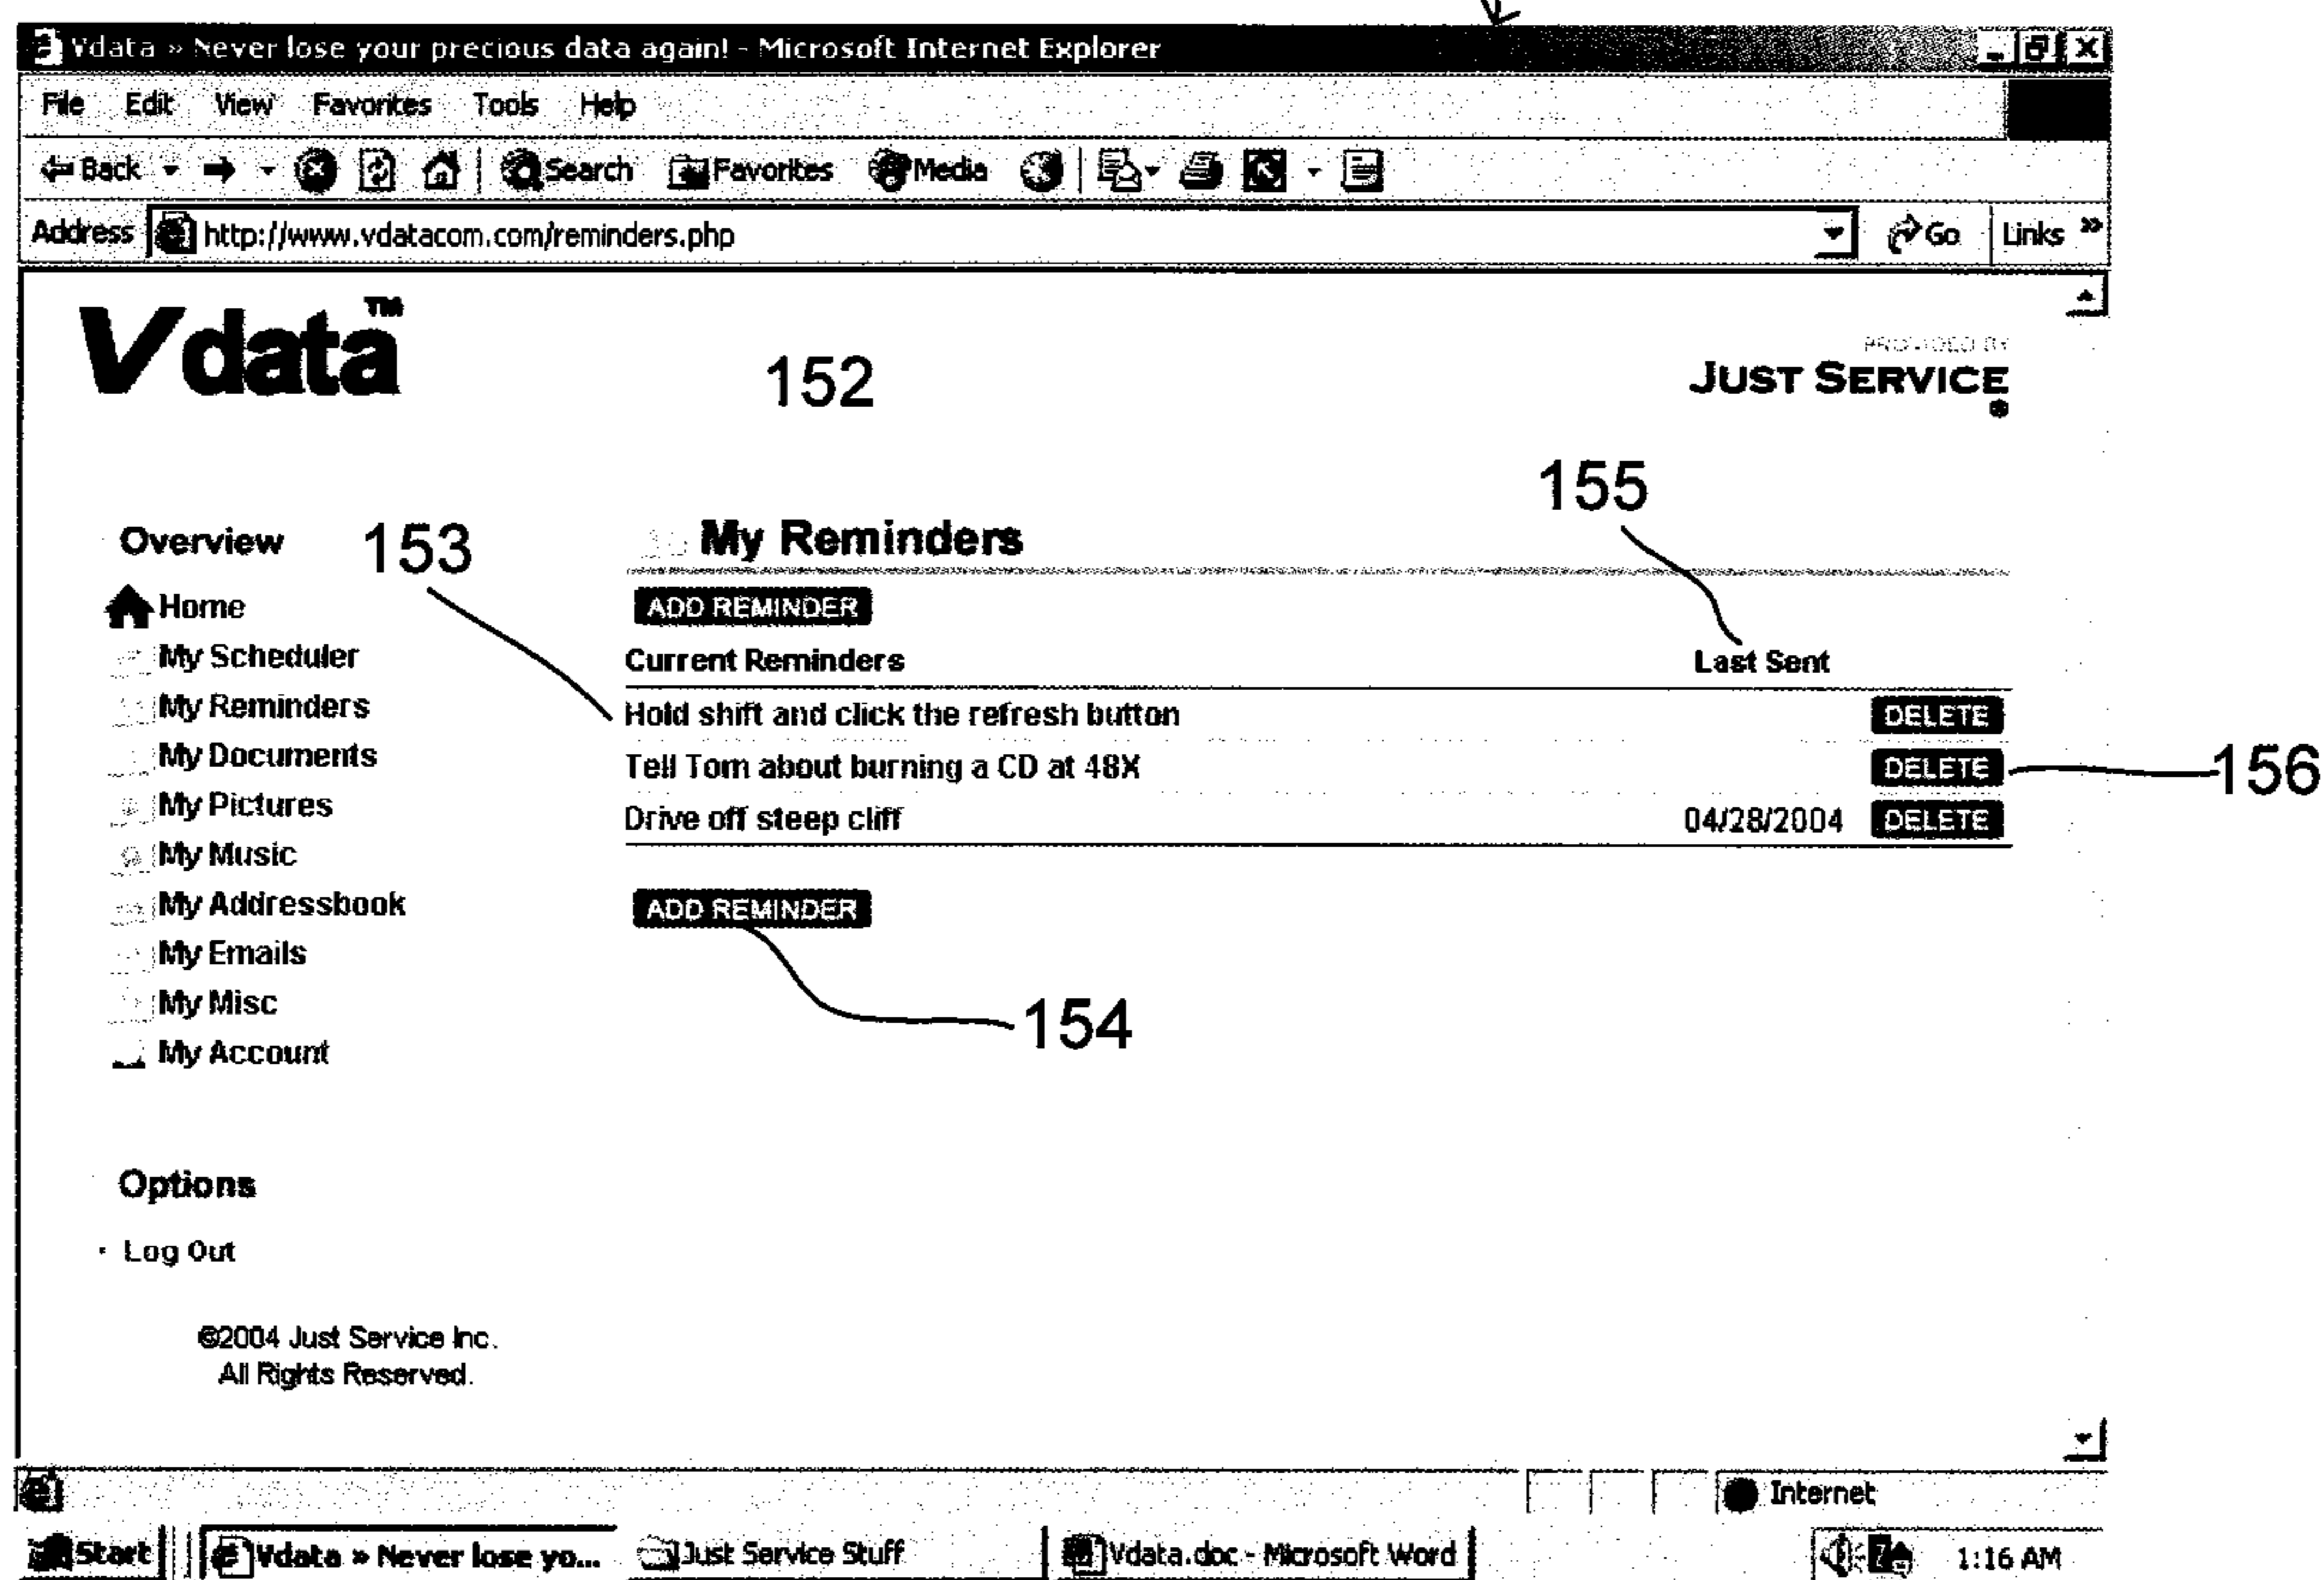 Vdata » Never lose your precious data again! - Microsoft Internet Explorer
File Edit View Favorites Tools Help
Back Search Favorites Media
Address http://www.vdatacom.com/reminders.php Go Links »
Vdata™
152
PROVIDED BY
JUST SERVICE
®
155
Overview
153
My Reminders
Home
ADD REMINDER
My Scheduler
Current Reminders Last Sent
My Reminders
Hold shift and click the refresh button DELETE
My Documents
Tell Tom about burning a CD at 48X DELETE
156
My Pictures
Drive off steep cliff 04/28/2004 DELETE
My Music
My Addressbook
ADD REMINDER
My Emails
My Misc
154
My Account
Options
· Log Out
©2004 Just Service Inc.
All Rights Reserved.
Internet
Start Vdata » Never lose yo... Just Service Stuff Vdata.doc - Microsoft Word 1:16 AM